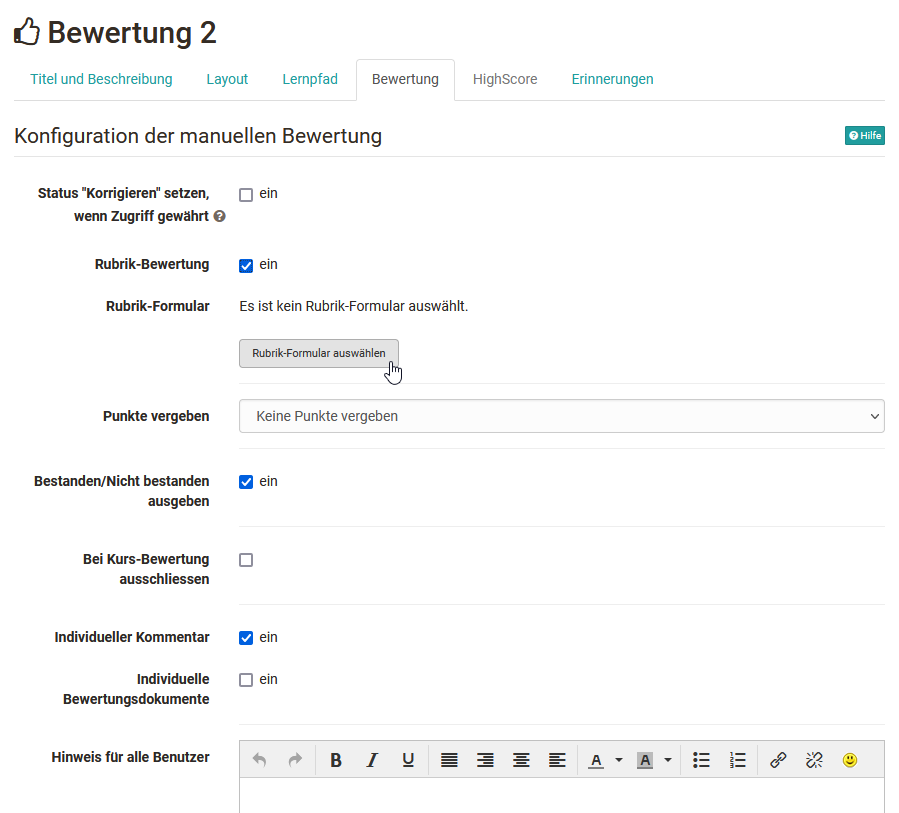 Bewertung 2
Titel und Beschreibung Layout Lernpfad Bewertung HighScore Erinnerungen
Konfiguration der manuellen Bewertung
? Hilfe
Status "Korrigieren" setzen,
wenn Zugriff gewährt ?
ein
Rubrik-Bewertung ein
Rubrik-Formular Es ist kein Rubrik-Formular auswählt.
Rubrik-Formular auswählen
Punkte vergeben Keine Punkte vergeben
Bestanden/Nicht bestanden
ausgeben
ein
Bei Kurs-Bewertung
ausschliessen
Individueller Kommentar ein
Individuelle
Bewertungsdokumente
ein
Hinweis für alle Benutzer
B I U A A